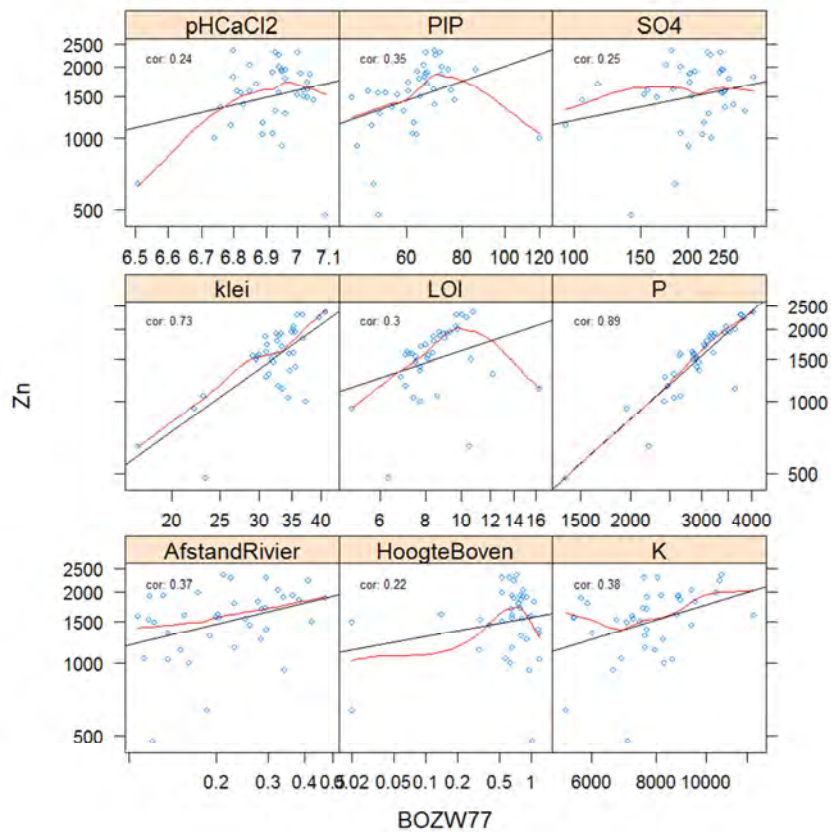 pHCaCl2 PIP SO4
2500
2000
1500
1000
500
cor: 0.24 cor: 0.35 cor: 0.25
6.5 6.6 6.7 6.8 6.9 7 7.1 60 80 100 120 100 150 200 250
klei LOI P
cor: 0.73 cor: 0.3 cor: 0.89
2500
2000
1500
1000
500
Zn
20 25 30 35 40 6 8 10 12 14 16 1500 2000 3000 4000
AfstandRivier HoogteBoven K
2500
2000
1500
1000
500
cor: 0.37 cor: 0.22 cor: 0.38
0.2 0.3 0.4 0.5 0.02 0.05 0.1 0.2 0.5 1 6000 8000 10000
BOZW77